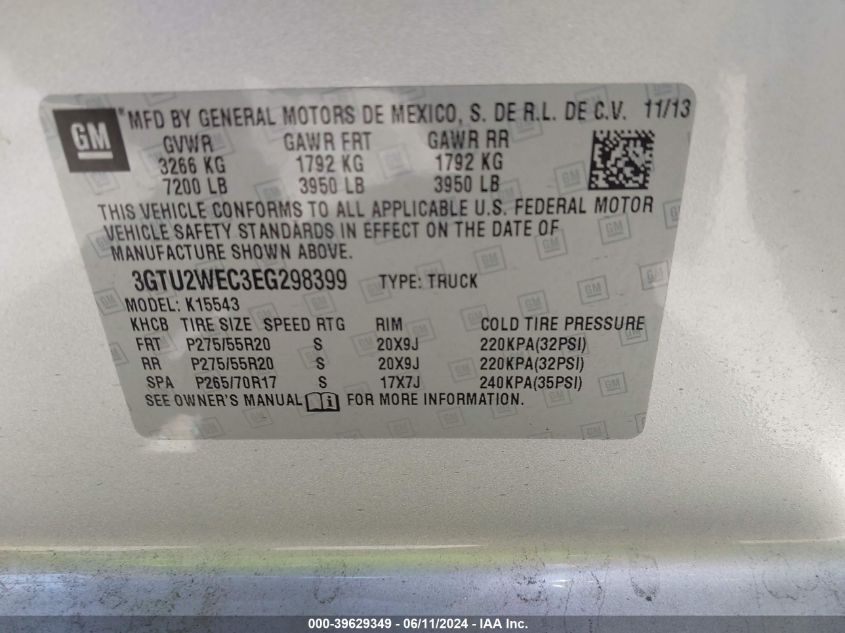 GM ® MFD BY GENERAL MOTORS DE MEXICO, S. DE R.L. DE C.V. 11/13
GVWR GAWR FRT GAWR RR
3266 KG 1792 KG 1792 KG
7200 LB 3950 LB 3950 LB
THIS VEHICLE CONFORMS TO ALL APPLICABLE U.S. FEDERAL MOTOR
VEHICLE SAFETY STANDARDS IN EFFECT ON THE DATE OF
MANUFACTURE SHOWN ABOVE.
3GTU2WEC3EG298399 TYPE: TRUCK
MODEL: K15543
KHCB TIRE SIZE SPEED RTG RIM COLD TIRE PRESSURE
FRT P275/55R20 S 20X9J 220KPA(32PSI)
RR P275/55R20 S 20X9J 220KPA(32PSI)
SPA P265/70R17 S 17X7J 240KPA(35PSI)
SEE OWNER'S MANUAL FOR MORE INFORMATION.
000-39629349 - 06/11/2024 - IAA Inc.